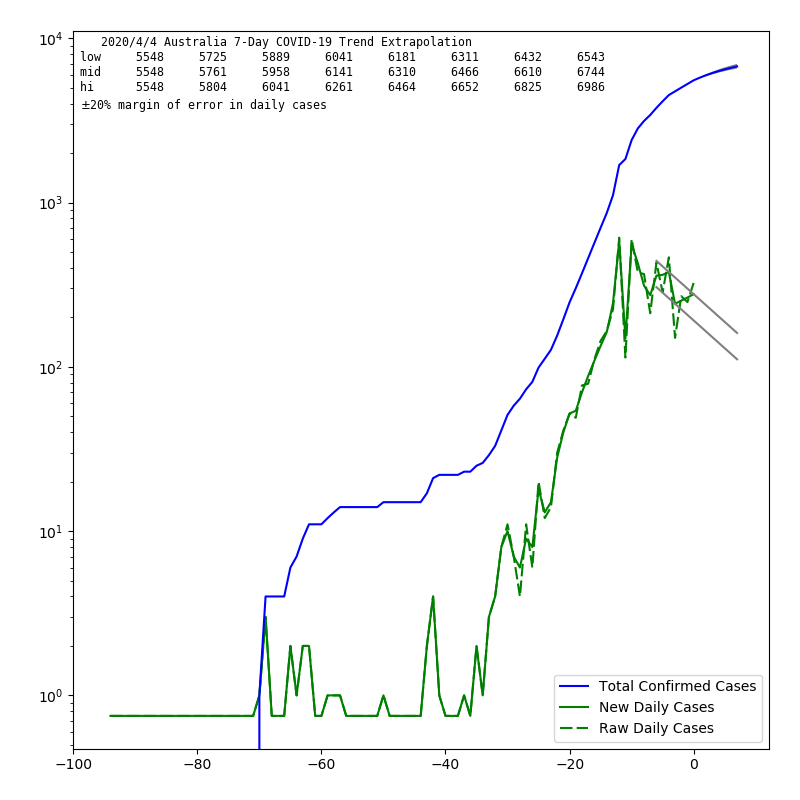 2020/4/4 Australia 7-Day COVID-19 Trend Extrapolation
low 5548 5725 5889 6041 6181 6311 6432 6543
mid 5548 5761 5958 6141 6310 6466 6610 6744
hi 5548 5804 6041 6261 6464 6652 6825 6986
±20% margin of error in daily cases
10⁴
10³
10²
10¹
10⁰
−100 −80 −60 −40 −20 0
Total Confirmed Cases
New Daily Cases
Raw Daily Cases